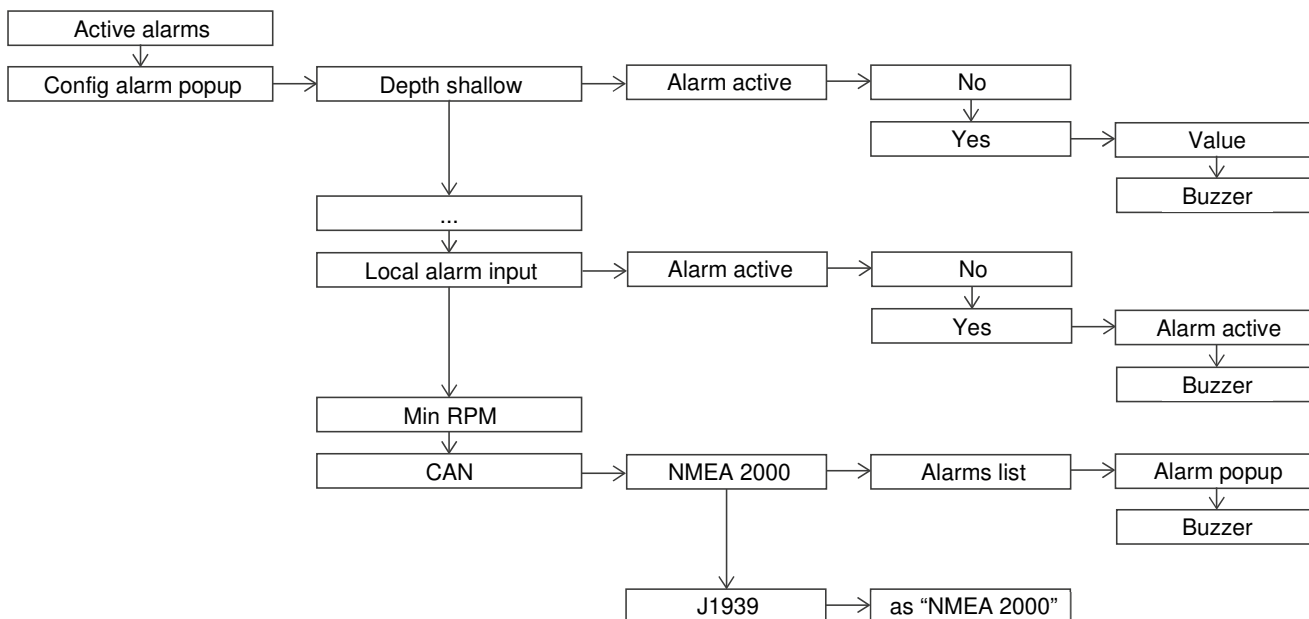 Active alarms
Config alarm popup
Depth shallow
Alarm active
No
Yes
Value
Buzzer
...
Local alarm input
Alarm active
No
Yes
Alarm active
Buzzer
Min RPM
CAN
NMEA 2000
Alarms list
Alarm popup
Buzzer
J1939
as “NMEA 2000”